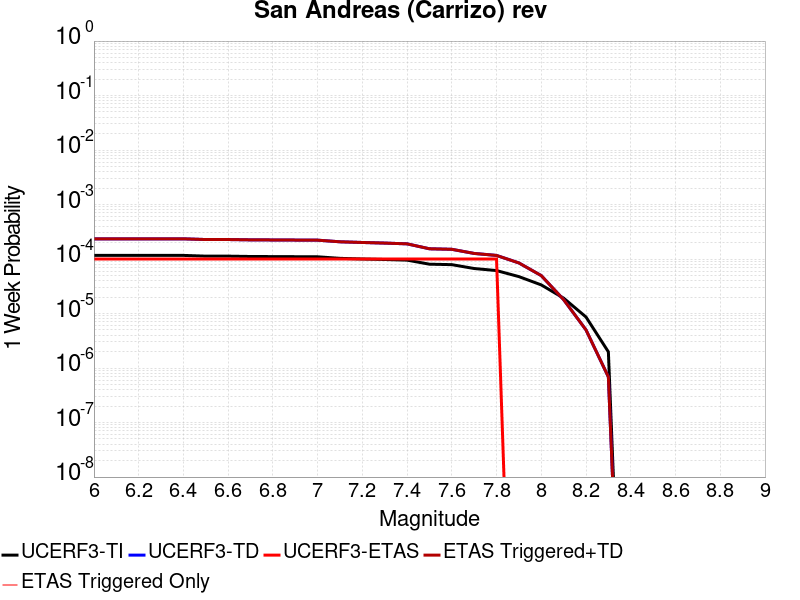 San Andreas (Carrizo) rev
10^0
10^-1
10^-2
10^-3
10^-4
10^-5
10^-6
10^-7
10^-8
1 Week Probability
6 6.2 6.4 6.6 6.8 7 7.2 7.4 7.6 7.8 8 8.2 8.4 8.6 8.8 9
Magnitude
UCERF3-TI UCERF3-TD UCERF3-ETAS ETAS Triggered+TD
ETAS Triggered Only